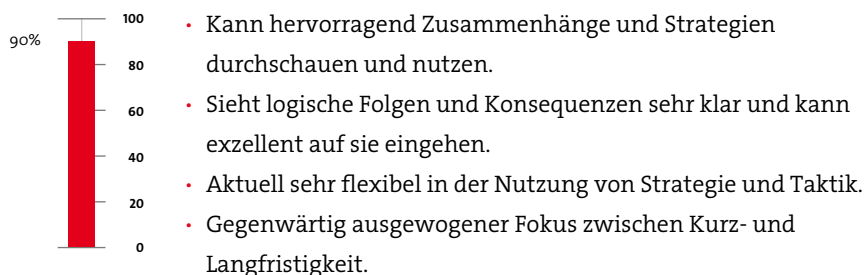 90%
100
80
60
40
20
0
· Kann hervorragend Zusammenhänge und Strategien
durchschauen und nutzen.
· Sieht logische Folgen und Konsequenzen sehr klar und kann
exzellent auf sie eingehen.
· Aktuell sehr flexibel in der Nutzung von Strategie und Taktik.
· Gegenwärtig ausgewogener Fokus zwischen Kurz- und
Langfristigkeit.